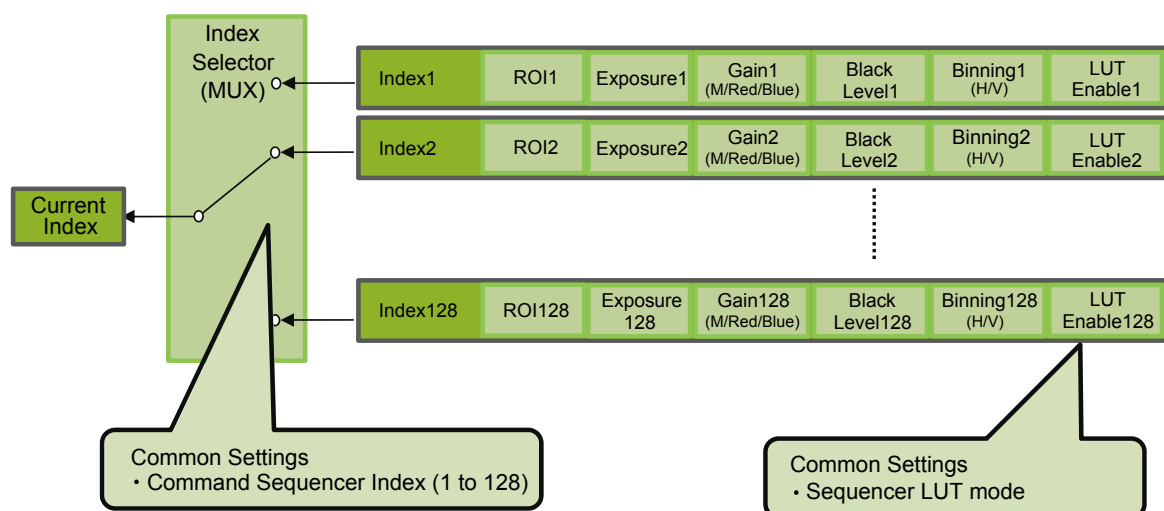 Index
Selector
(MUX)
Current
Index
Index1
ROI1
Exposure1
Gain1
(M/Red/Blue)
Black
Level1
Binning1
(H/V)
LUT
Enable1
Index2
ROI2
Exposure2
Gain2
(M/Red/Blue)
Black
Level2
Binning2
(H/V)
LUT
Enable2
Index128
ROI128
Exposure
128
Gain128
(M/Red/Blue)
Black
Level128
Binning128
(H/V)
LUT
Enable128
Common Settings
・Command Sequencer Index (1 to 128)
Common Settings
・Sequencer LUT mode